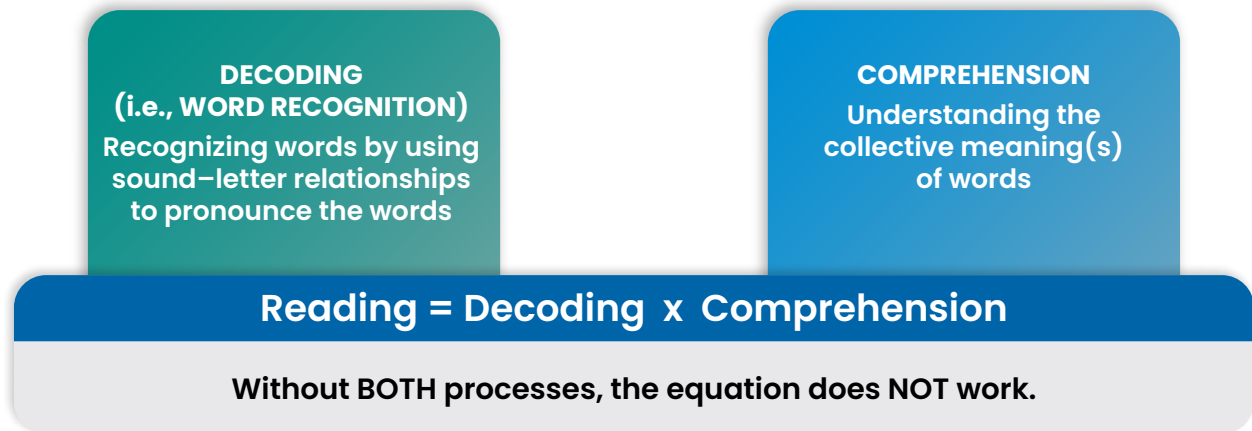 DECODING
(i.e., WORD RECOGNITION)
Recognizing words by using
sound–letter relationships
to pronounce the words
COMPREHENSION
Understanding the
collective meaning(s)
of words
Reading = Decoding x Comprehension
Without BOTH processes, the equation does NOT work.